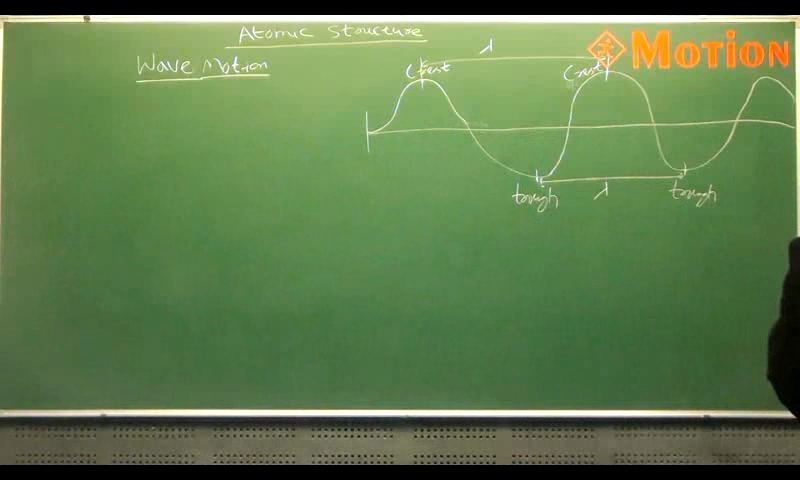 Atomic Structure
Wave Motion
λ
Crest
Crest
MOTION
trough
λ
trough